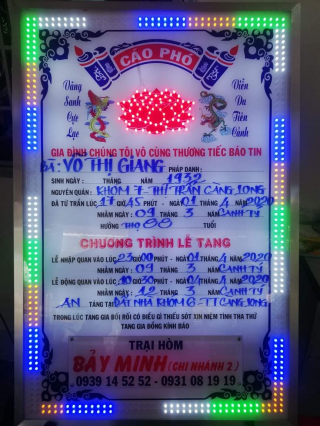 CÁO PHÓ
Vãng Sanh Cực Lạc
Viễn Du Tiên Cảnh
GIA ĐÌNH CHÚNG TÔI VÔ CÙNG THƯƠNG TIẾC BÁO TIN
BÀ: VÕ THỊ GIANG PHÁP DANH:
SINH NGÀY: THÁNG NĂM 1932
NGUYÊN QUÁN: KHÓM 7 - THỊ TRẤN CÀNG LONG
ĐÃ TỪ TRẦN LÚC 17 GIỜ 45 PHÚT - NGÀY 01 THÁNG 4 NĂM 2020
NHẰM NGÀY: 09 THÁNG 3 NĂM CANH TÝ
HƯỞNG THỌ 88 TUỔI
CHƯƠNG TRÌNH LỄ TANG
LỄ NHẬP QUAN VÀO LÚC 23 GIỜ 00 PHÚT - NGÀY 01 THÁNG 4 NĂM 2020
NHẰM NGÀY: 09 THÁNG 3 NĂM CANH TÝ
LỄ ĐỘNG QUAN VÀO LÚC 10 GIỜ 30 PHÚT - NGÀY 04 THÁNG 4 NĂM 2020
NHẰM NGÀY: 12 THÁNG 3 NĂM CANH TÝ
AN TÁNG TẠI ĐẤT NHÀ KHÓM 6 - TT CÀNG LONG
TRONG LÚC TANG GIA BỐI RỐI CÓ ĐIỀU GÌ THIẾU SÓT XIN NIỆM TÌNH THA THỨ
TANG GIA ĐỒNG KÍNH BÁO
TRẠI HÒM
BẢY MINH (CHI NHÁNH 2)
0939 14 52 52 - 0931 08 19 19